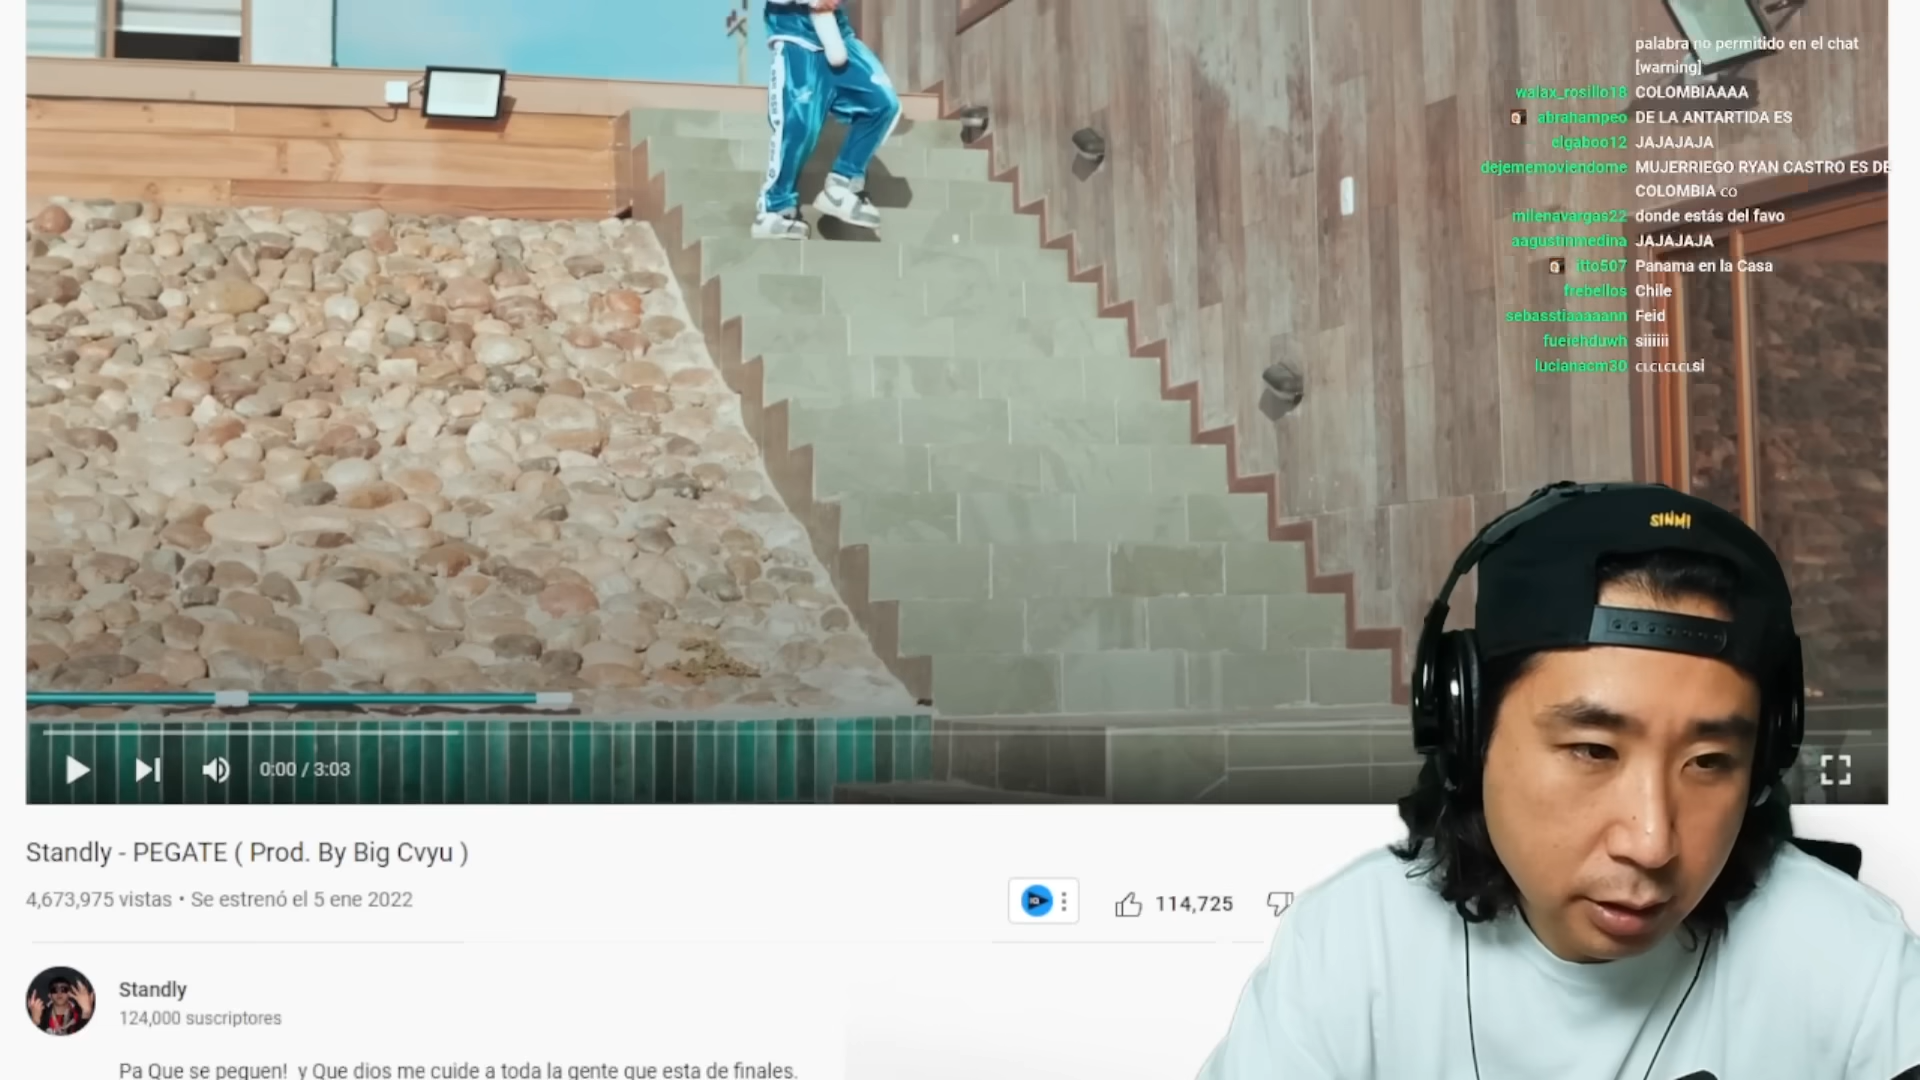 palabra no permitido en el chat
[warning]
walax_rosillo18 COLOMBIAAAA
abrahampeo DE LA ANTARTIDA ES
elgaboo12 JAJAJAJA
dejememoviendome MUJERRIEGO RYAN CASTRO ES DE
COLOMBIA CO
milenavargas22 donde estás del favo
aagustinmedina JAJAJAJA
itto507 Panama en la Casa
frebellos Chile
sebasstiaaaaann Feid
fueiehduwh siiiiii
lucianacm30 CLCLCLCLsi
SINMI
0:00 / 3:03
Standly - PEGATE ( Prod. By Big Cvyu )
4,673,975 vistas • Se estrenó el 5 ene 2022
114,725
Standly
124,000 suscriptores
Pa Que se peguen! y Que dios me cuide a toda la gente que esta de finales.